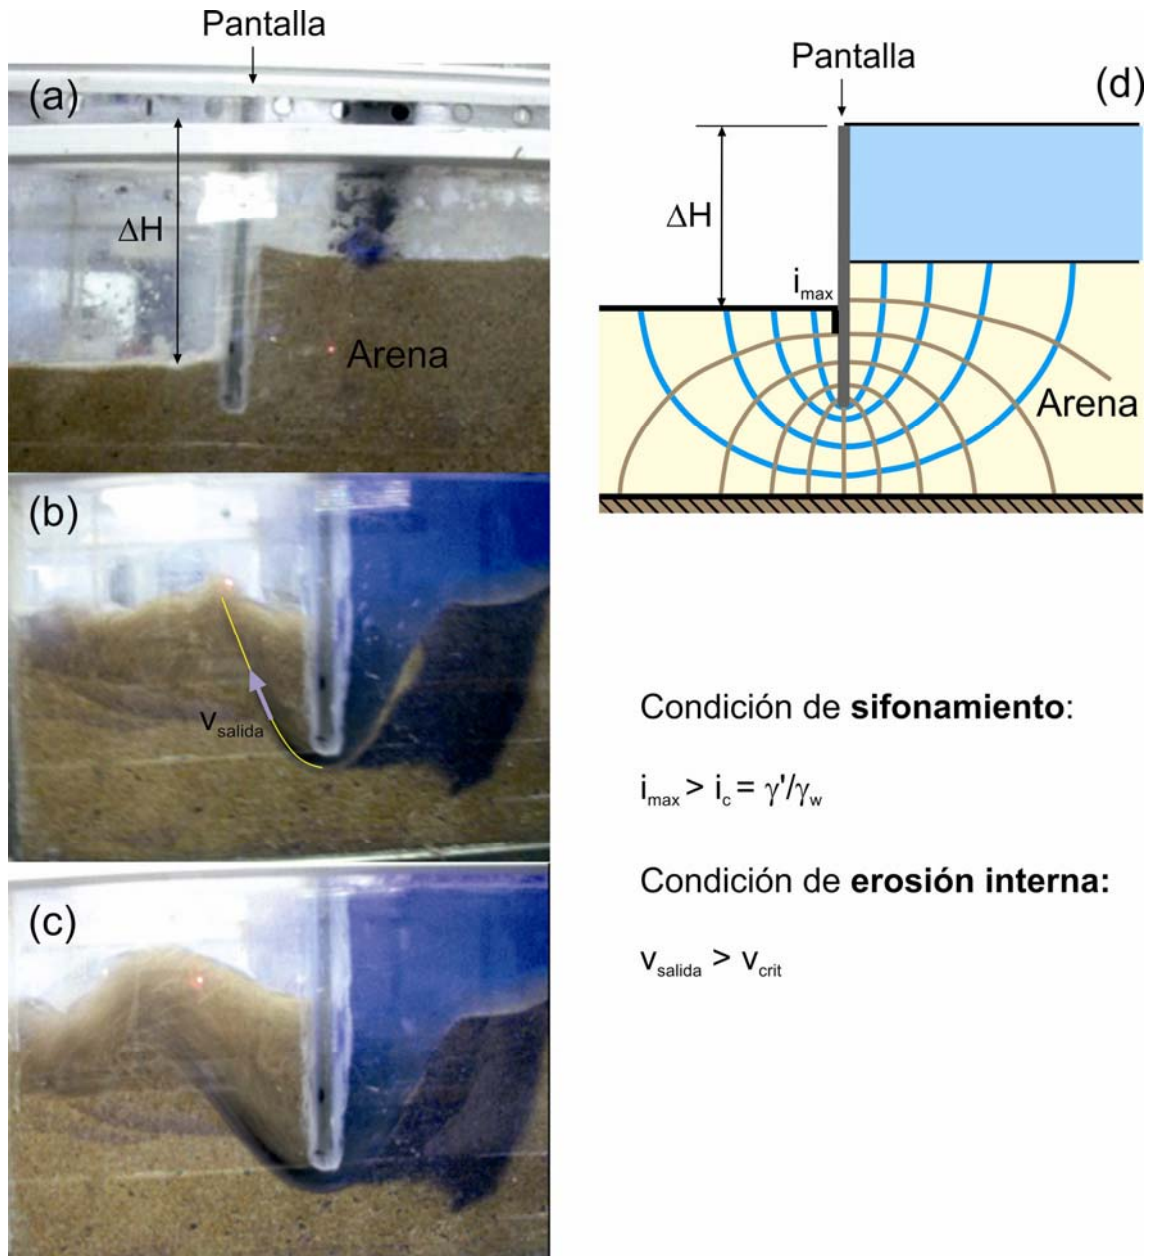 Pantalla
(a)
ΔH
Arena
(b)
v_salida
(c)
Pantalla
(d)
ΔH
i_max
Arena
Condición de sifonamiento:
i_max > i_c = γ'/γ_w
Condición de erosión interna:
v_salida > v_crit